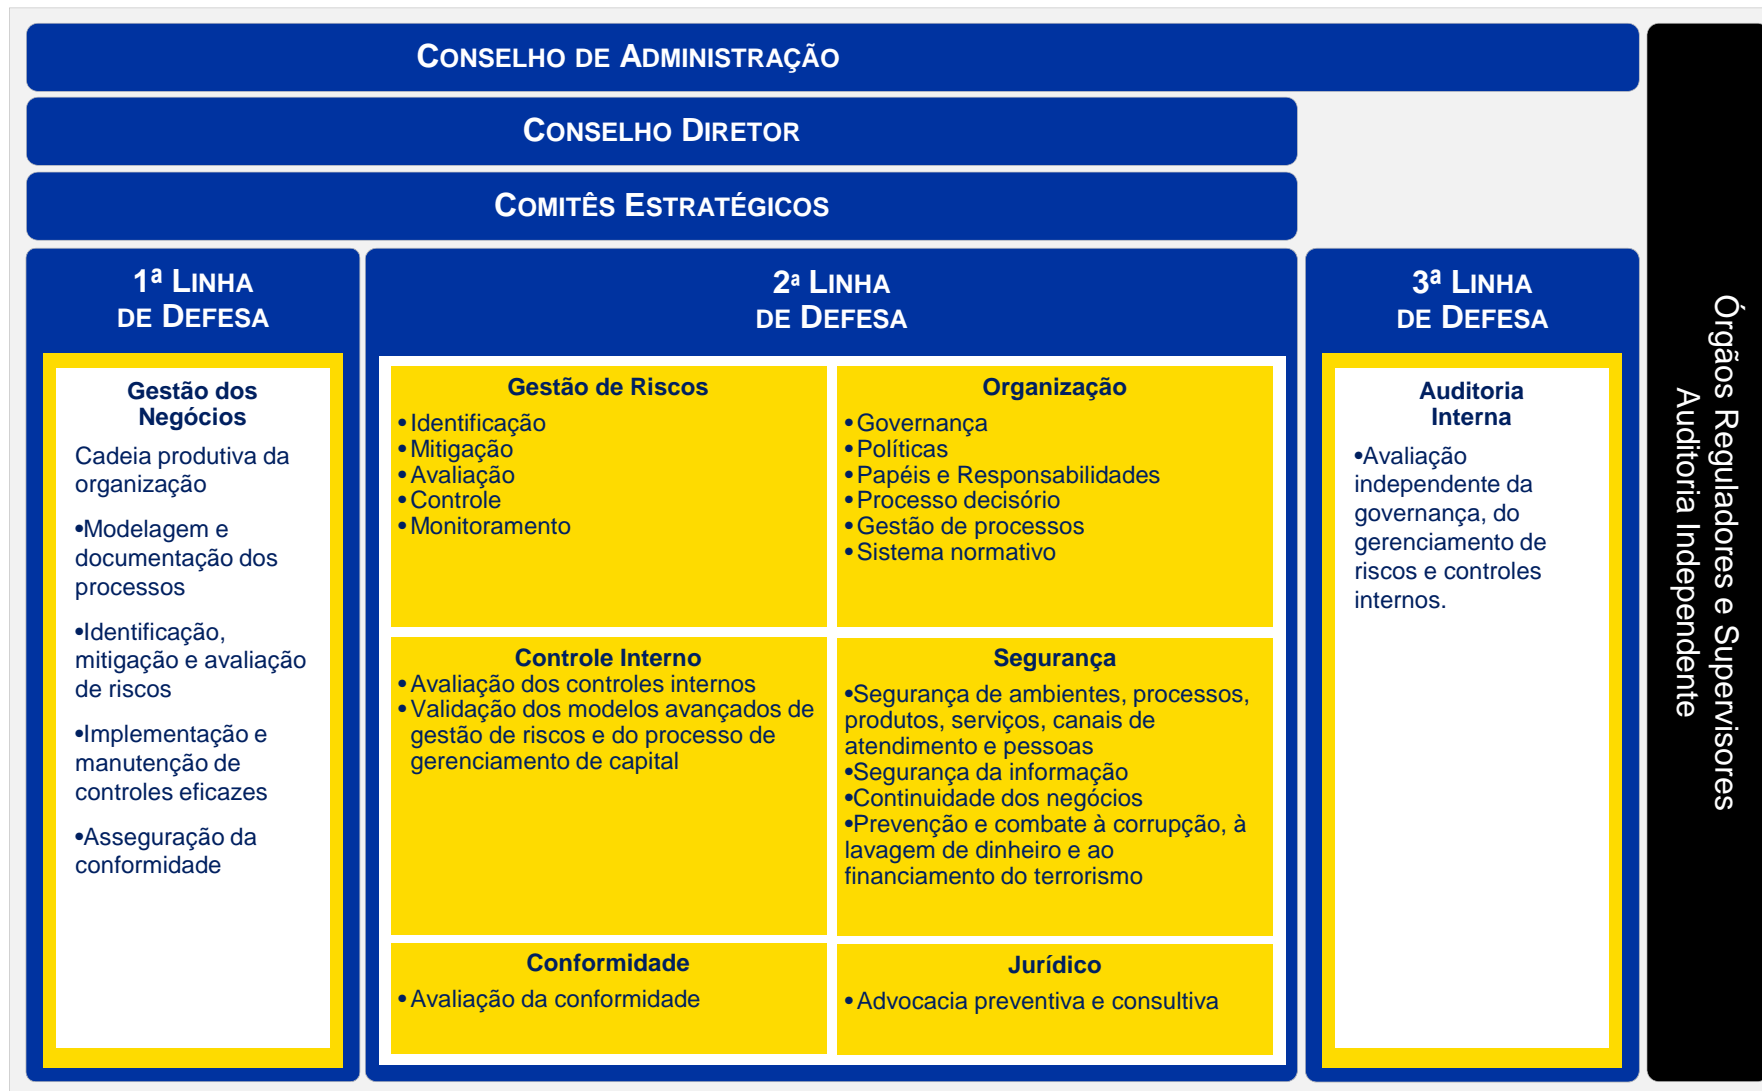 CONSELHO DE ADMINISTRAÇÃO
CONSELHO DIRETOR
COMITÊS ESTRATÉGICOS
1ª LINHA
DE DEFESA
Gestão dos
Negócios
Cadeia produtiva da
organização
•Modelagem e
documentação dos
processos
•Identificação,
mitigação e avaliação
de riscos
•Implementação e
manutenção de
controles eficazes
•Asseguração da
conformidade
2ª LINHA
DE DEFESA
Gestão de Riscos
•Identificação
•Mitigação
•Avaliação
•Controle
•Monitoramento
Organização
•Governança
•Políticas
•Papéis e Responsabilidades
•Processo decisório
•Gestão de processos
•Sistema normativo
Controle Interno
•Avaliação dos controles internos
•Validação dos modelos avançados de
gestão de riscos e do processo de
gerenciamento de capital
Segurança
•Segurança de ambientes, processos,
produtos, serviços, canais de
atendimento e pessoas
•Segurança da informação
•Continuidade dos negócios
•Prevenção e combate à corrupção, à
lavagem de dinheiro e ao
financiamento do terrorismo
Conformidade
•Avaliação da conformidade
Jurídico
•Advocacia preventiva e consultiva
3ª LINHA
DE DEFESA
Auditoria
Interna
•Avaliação
independente da
governança, do
gerenciamento de
riscos e controles
internos.
Órgãos Reguladores e Supervisores
Auditoria Independente